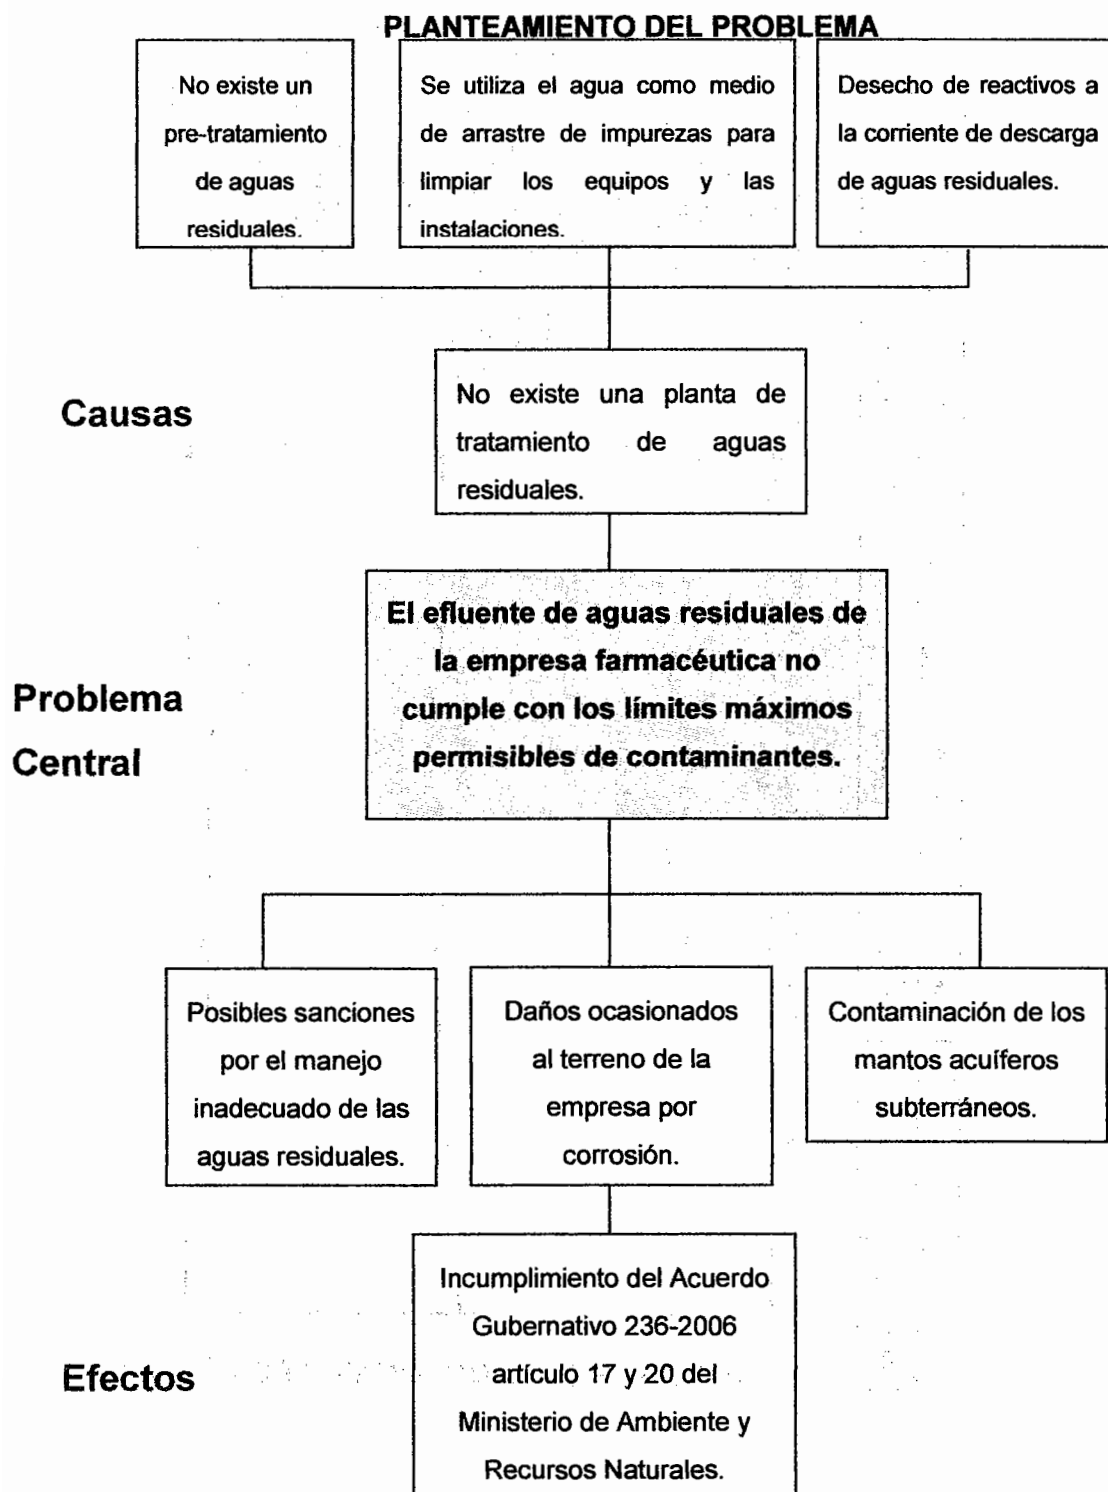 PLANTEAMIENTO DEL PROBLEMA
No existe un
pre-tratamiento
de aguas
residuales.
Se utiliza el agua como medio
de arrastre de impurezas para
limpiar los equipos y las
instalaciones.
Desecho de reactivos a
la corriente de descarga
de aguas residuales.
Causas
No existe una planta de
tratamiento de aguas
residuales.
Problema
Central
El efluente de aguas residuales de
la empresa farmacéutica no
cumple con los límites máximos
permisibles de contaminantes.
Posibles sanciones
por el manejo
inadecuado de las
aguas residuales.
Daños ocasionados
al terreno de la
empresa por
corrosión.
Contaminación de los
mantos acuíferos
subterráneos.
Efectos
Incumplimiento del Acuerdo
Gubernativo 236-2006
artículo 17 y 20 del
Ministerio de Ambiente y
Recursos Naturales.